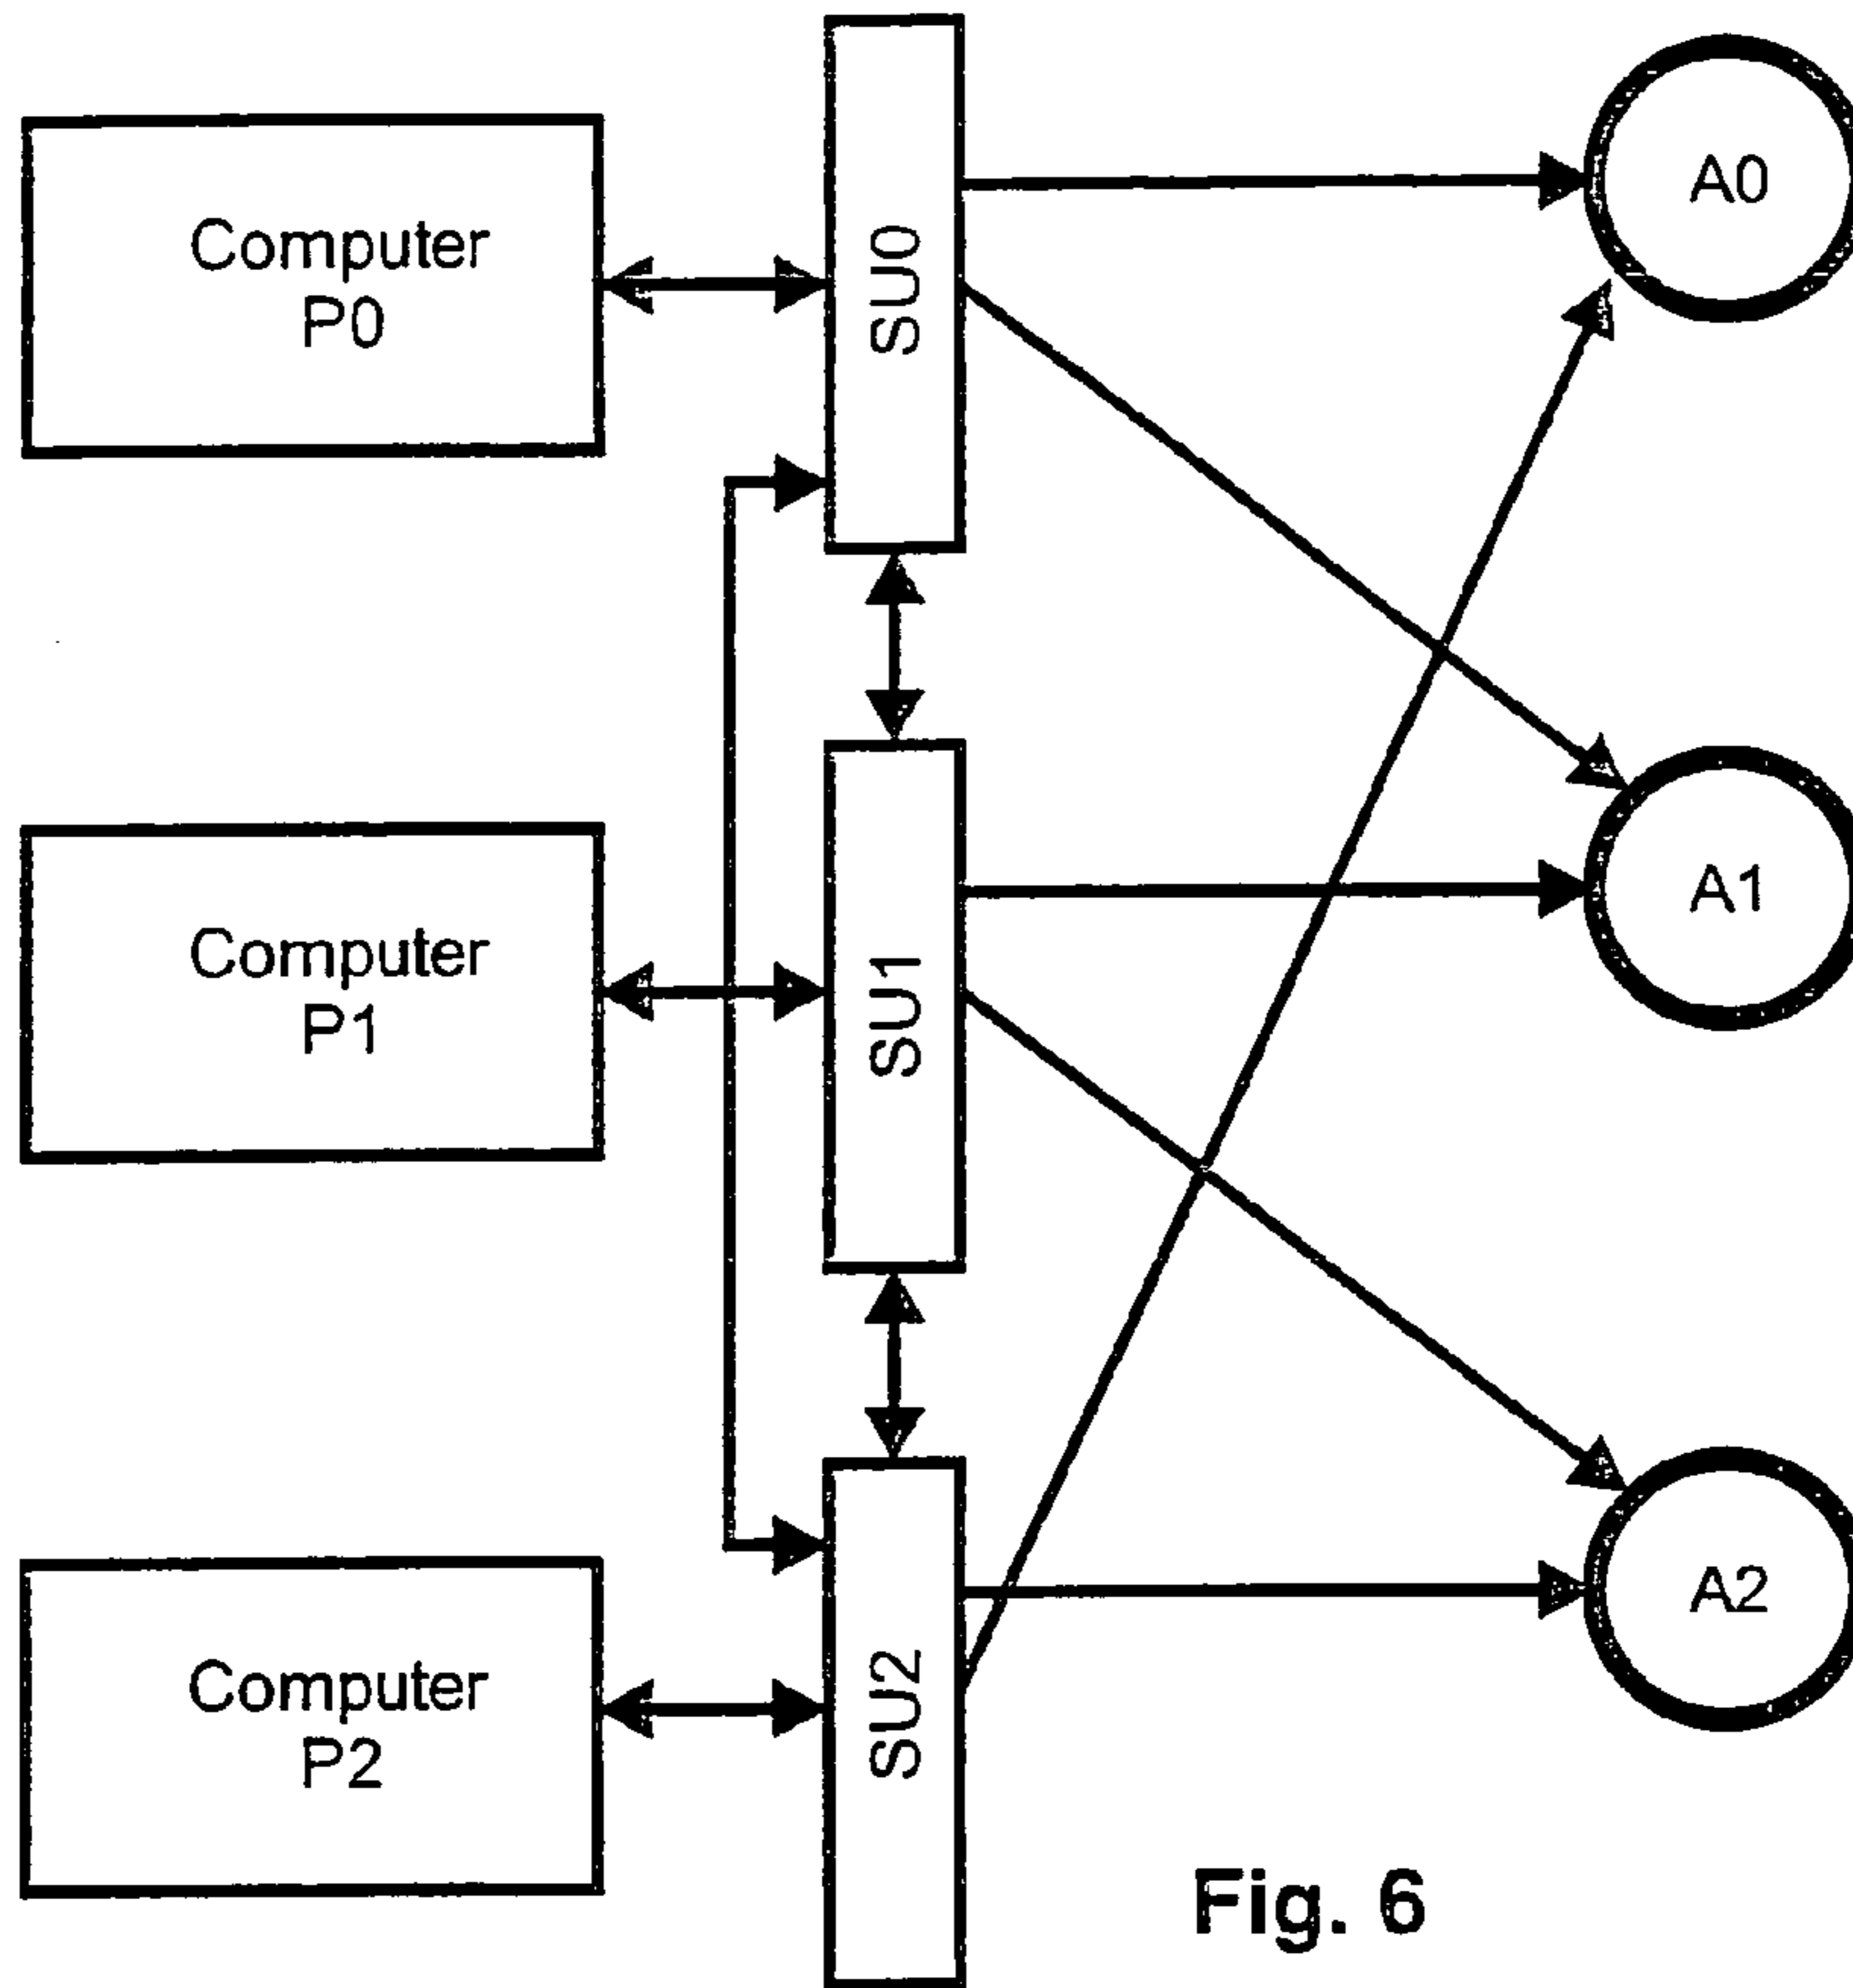 Computer
P0
SU0
A0
Computer
P1
SU1
A1
Computer
P2
SU2
A2
Fig. 6